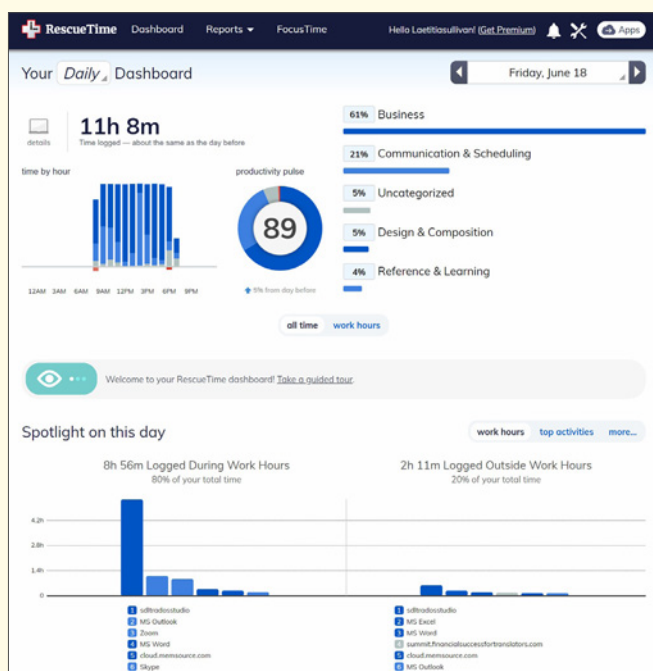 RescueTime Dashboard Reports FocusTime Hello Laetitiasullivan! (Get Premium) Apps
Your Daily Dashboard
Friday, June 18
11h 8m
details
Time logged — about the same as the day before
time by hour
12AM 3AM 6AM 9AM 12PM 3PM 6PM 9PM
productivity pulse
89
5% from day before
61% Business
21% Communication & Scheduling
5% Uncategorized
5% Design & Composition
4% Reference & Learning
all time work hours
Welcome to your RescueTime dashboard! Take a guided tour.
Spotlight on this day
work hours top activities more...
8h 56m Logged During Work Hours
80% of your total time
2h 11m Logged Outside Work Hours
20% of your total time
4.2h
2.8h
1.4h
0
1 sdltradosstudio
2 MS Outlook
3 Zoom
4 MS Word
5 cloud.memsource.com
6 Skype
1 sdltradosstudio
2 MS Excel
3 MS Word
4 summit.financialsuccessfortranslators.com
5 cloud.memsource.com
6 MS Outlook